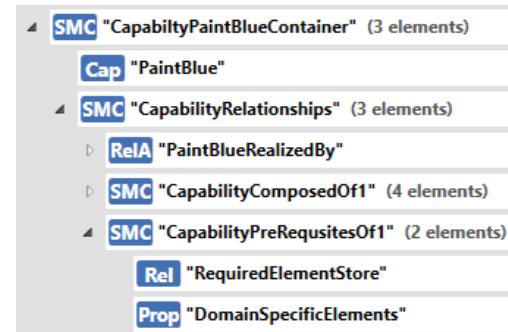 SMC "CapabiltyPaintBlueContainer" (3 elements)
Cap "PaintBlue"
SMC "CapabilityRelationships" (3 elements)
RelA "PaintBlueRealizedBy"
SMC "CapabilityComposedOf1" (4 elements)
SMC "CapabilityPreRequsitesOf1" (2 elements)
Rel "RequiredElementStore"
Prop "DomainSpecificElements"